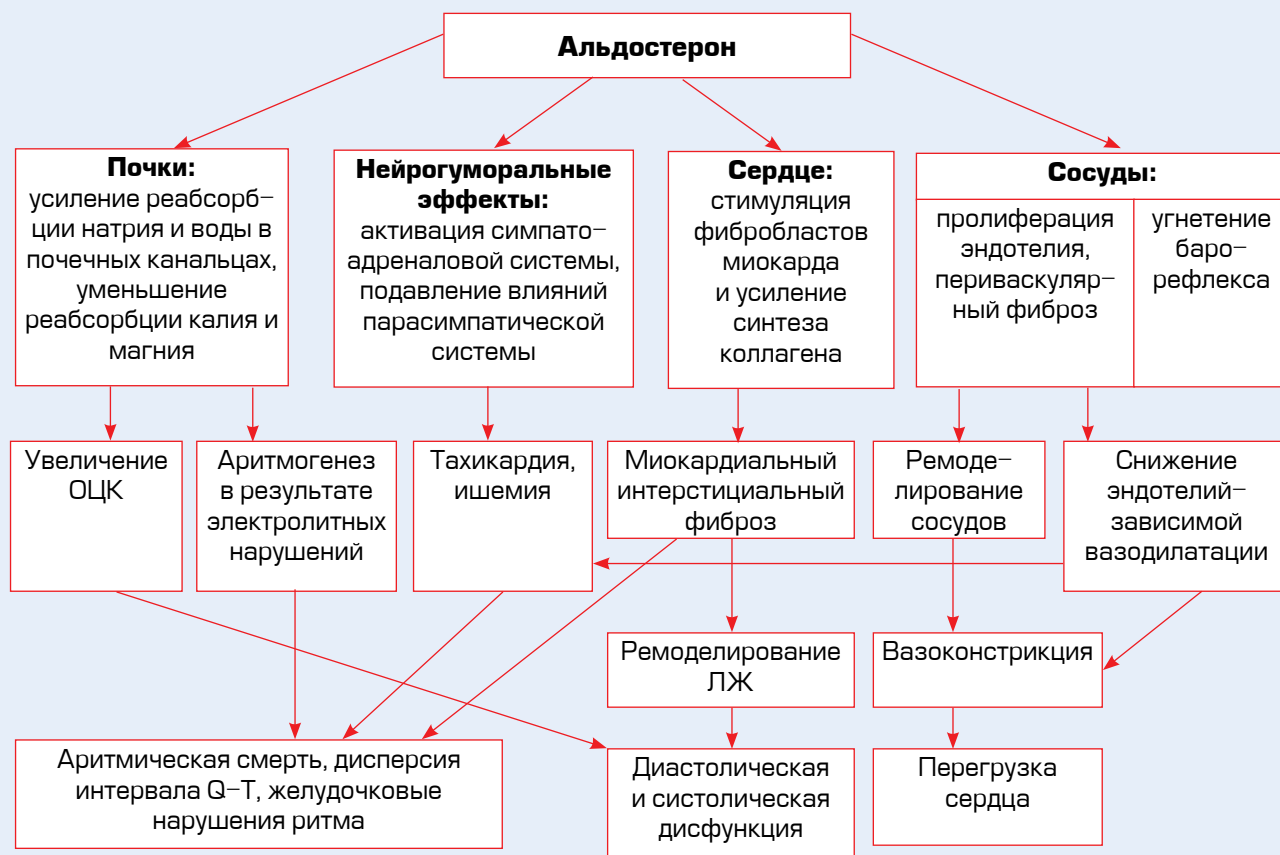 Альдостерон
Почки:
усиление реабсорб–
ции натрия и воды в
почечных канальцах,
уменьшение
реабсорбции калия и
магния
Нейрогуморальные
эффекты:
активация симпато–
адреналовой системы,
подавление влияний
парасимпатической
системы
Сердце:
стимуляция
фибробластов
миокарда
и усиление
синтеза
коллагена
Сосуды:
пролиферация
эндотелия,
периваскуляр–
ный фиброз
угнетение
баро–
рефлекса
Увеличение
ОЦК
Аритмогенез
в результате
электролитных
нарушений
Тахикардия,
ишемия
Миокардиальный
интерстициальный
фиброз
Ремоде–
лирование
сосудов
Снижение
эндотелий–
зависимой
вазодилатации
Ремоделирование
ЛЖ
Вазоконстрикция
Аритмическая смерть, дисперсия
интервала Q–T, желудочковые
нарушения ритма
Диастолическая
и систолическая
дисфункция
Перегрузка
сердца